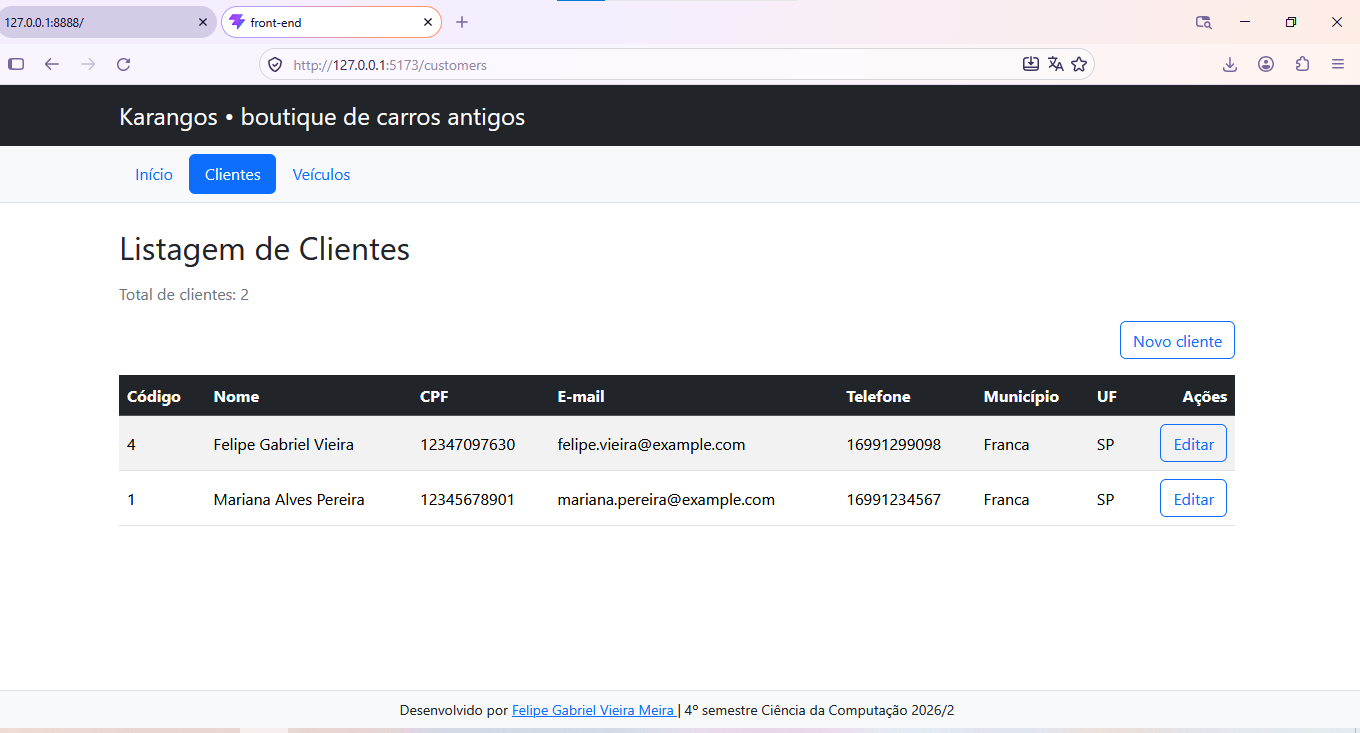 127.0.0.1:8888/ front-end
http://127.0.0.1:5173/customers
Karangos • boutique de carros antigos
Início Clientes Veículos
Listagem de Clientes
Total de clientes: 2
Novo cliente
Código Nome CPF E-mail Telefone Município UF Ações
4 Felipe Gabriel Vieira 12347097630 felipe.vieira@example.com 16991299098 Franca SP Editar
1 Mariana Alves Pereira 12345678901 mariana.pereira@example.com 16991234567 Franca SP Editar
Desenvolvido por Felipe Gabriel Vieira Meira | 4º semestre Ciência da Computação 2026/2